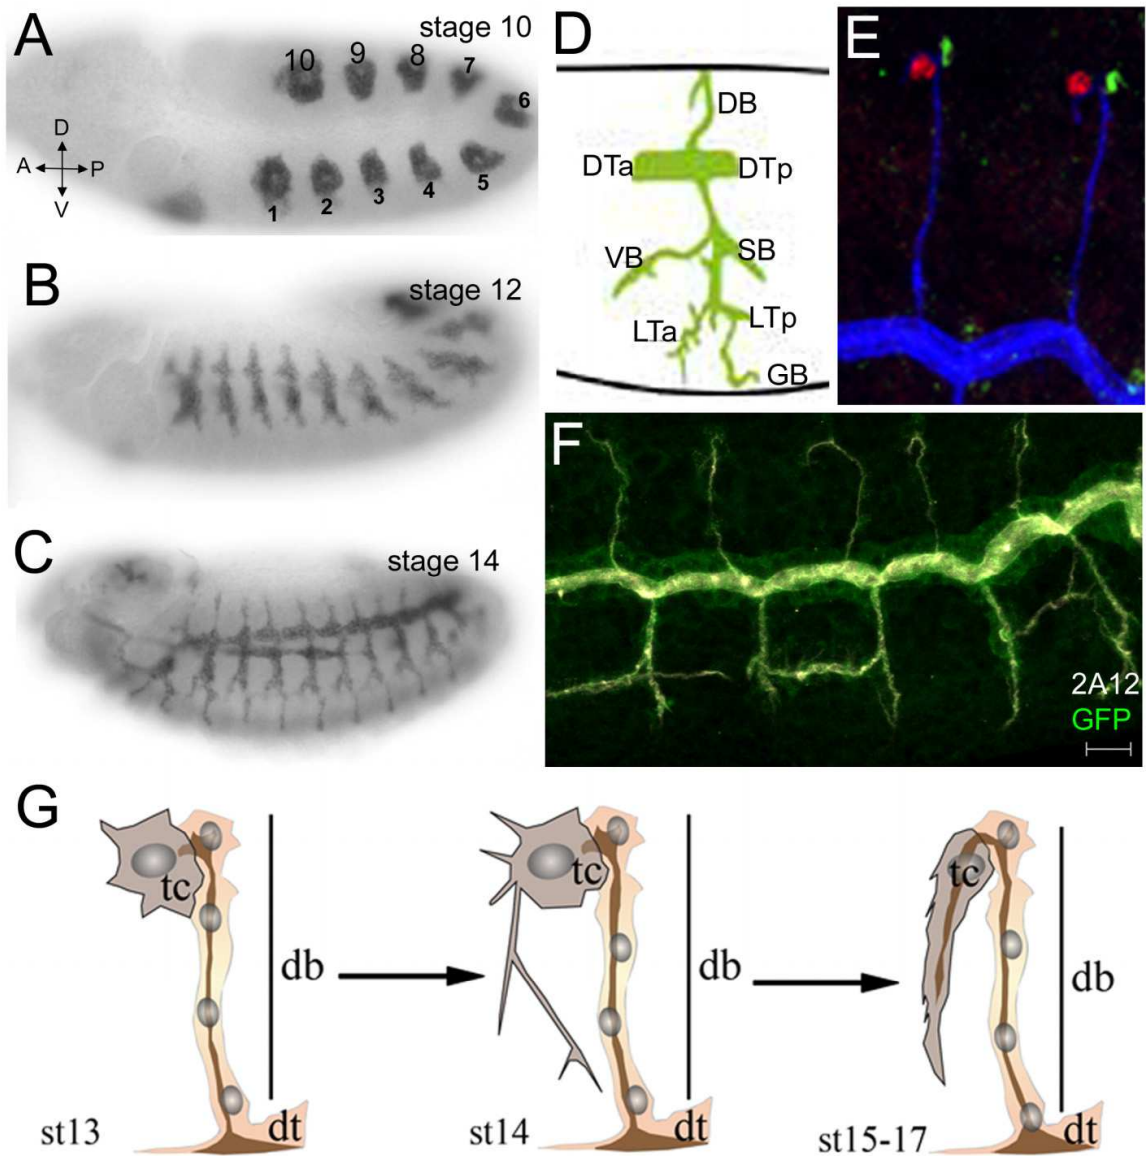 A
stage 10
10 9 8 7
6
D
A P
V
1 2 3 4 5
B
stage 12
C
stage 14
D
DB
DTa DTp
VB SB
LTa LTp
GB
E
F
2A12
GFP
G
tc tc tc
db db db
st13 dt st14 dt st15-17 dt